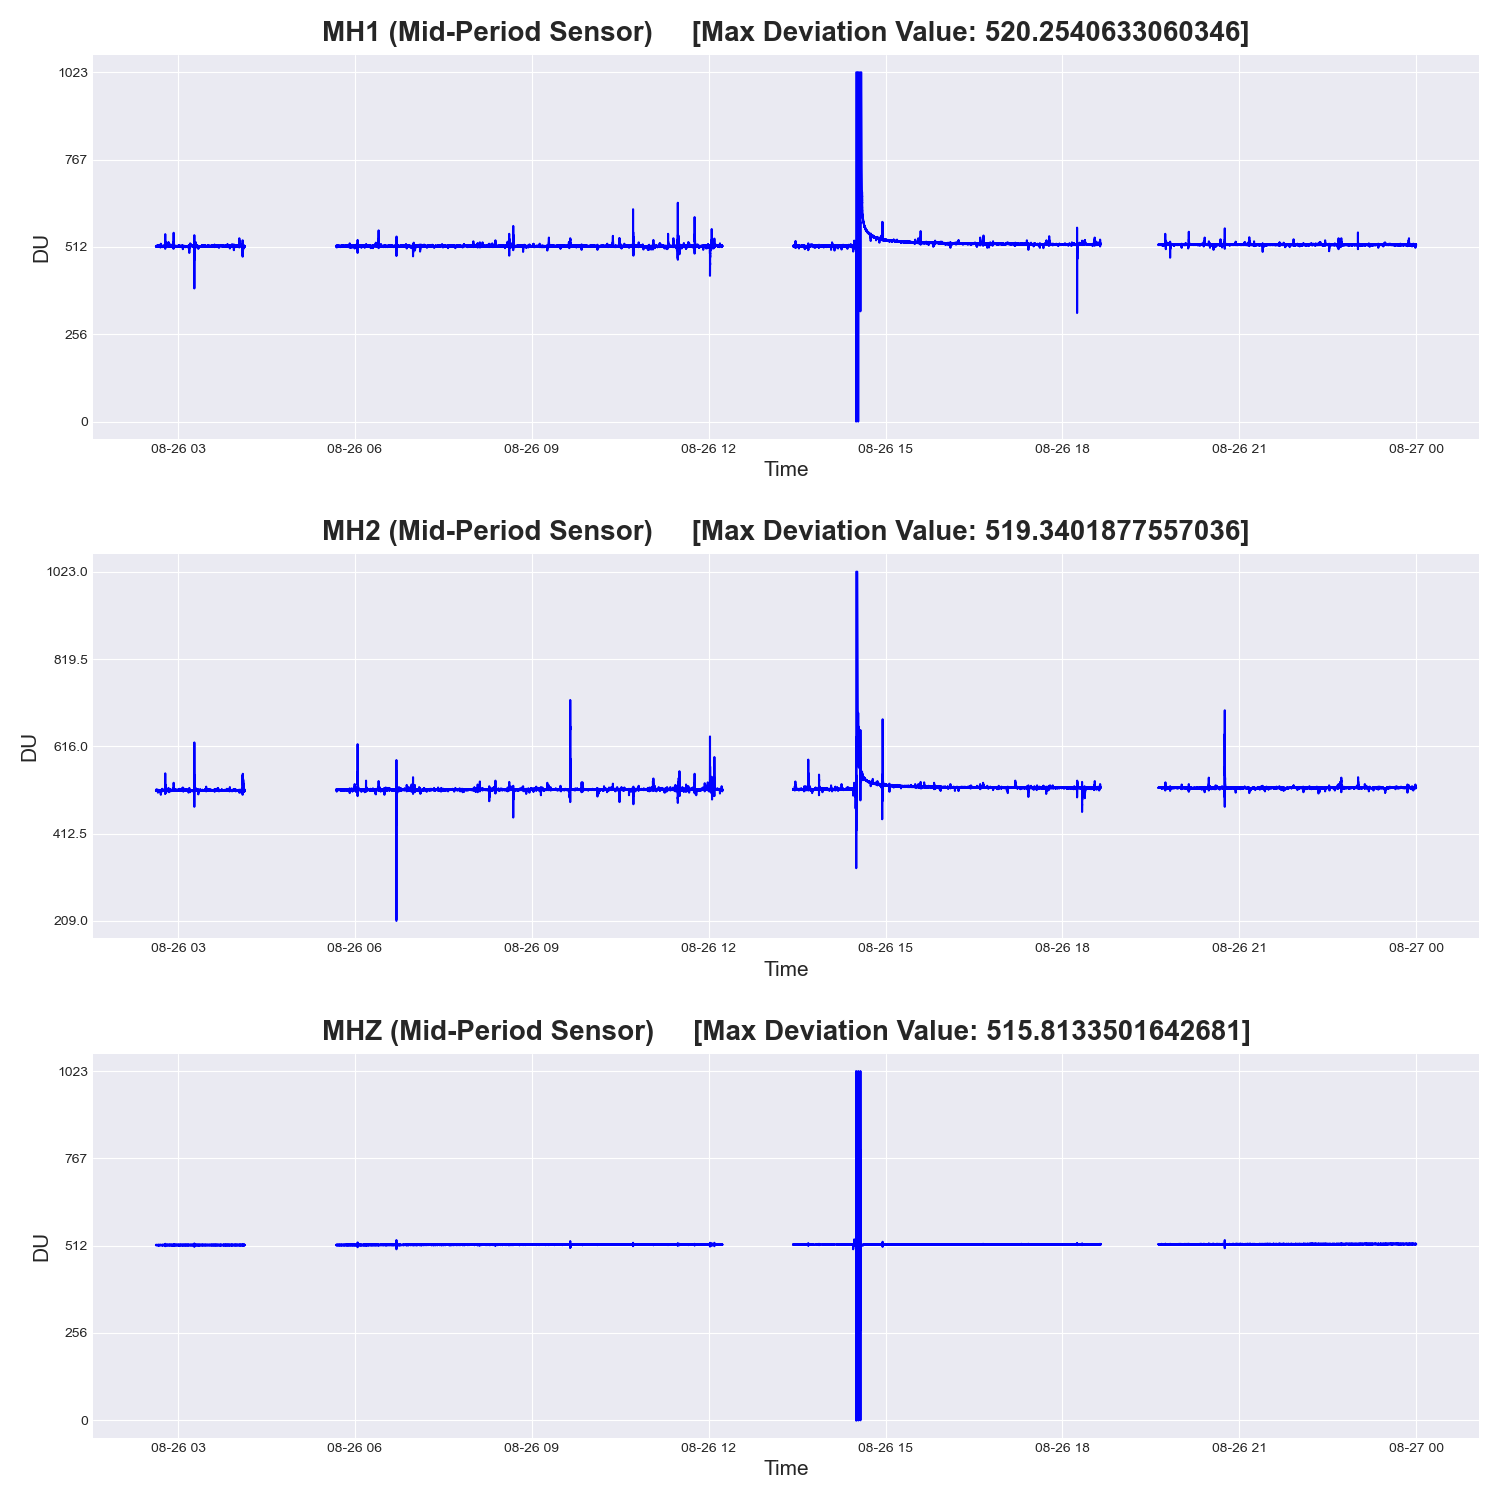 MH1 (Mid-Period Sensor) [Max Deviation Value: 520.2540633060346]
1023
767
512
256
0
DU
08-26 03 08-26 06 08-26 09 08-26 12 08-26 15 08-26 18 08-26 21 08-27 00
Time
MH2 (Mid-Period Sensor) [Max Deviation Value: 519.3401877557036]
1023.0
819.5
616.0
412.5
209.0
DU
08-26 03 08-26 06 08-26 09 08-26 12 08-26 15 08-26 18 08-26 21 08-27 00
Time
MHZ (Mid-Period Sensor) [Max Deviation Value: 515.8133501642681]
1023
767
512
256
0
DU
08-26 03 08-26 06 08-26 09 08-26 12 08-26 15 08-26 18 08-26 21 08-27 00
Time